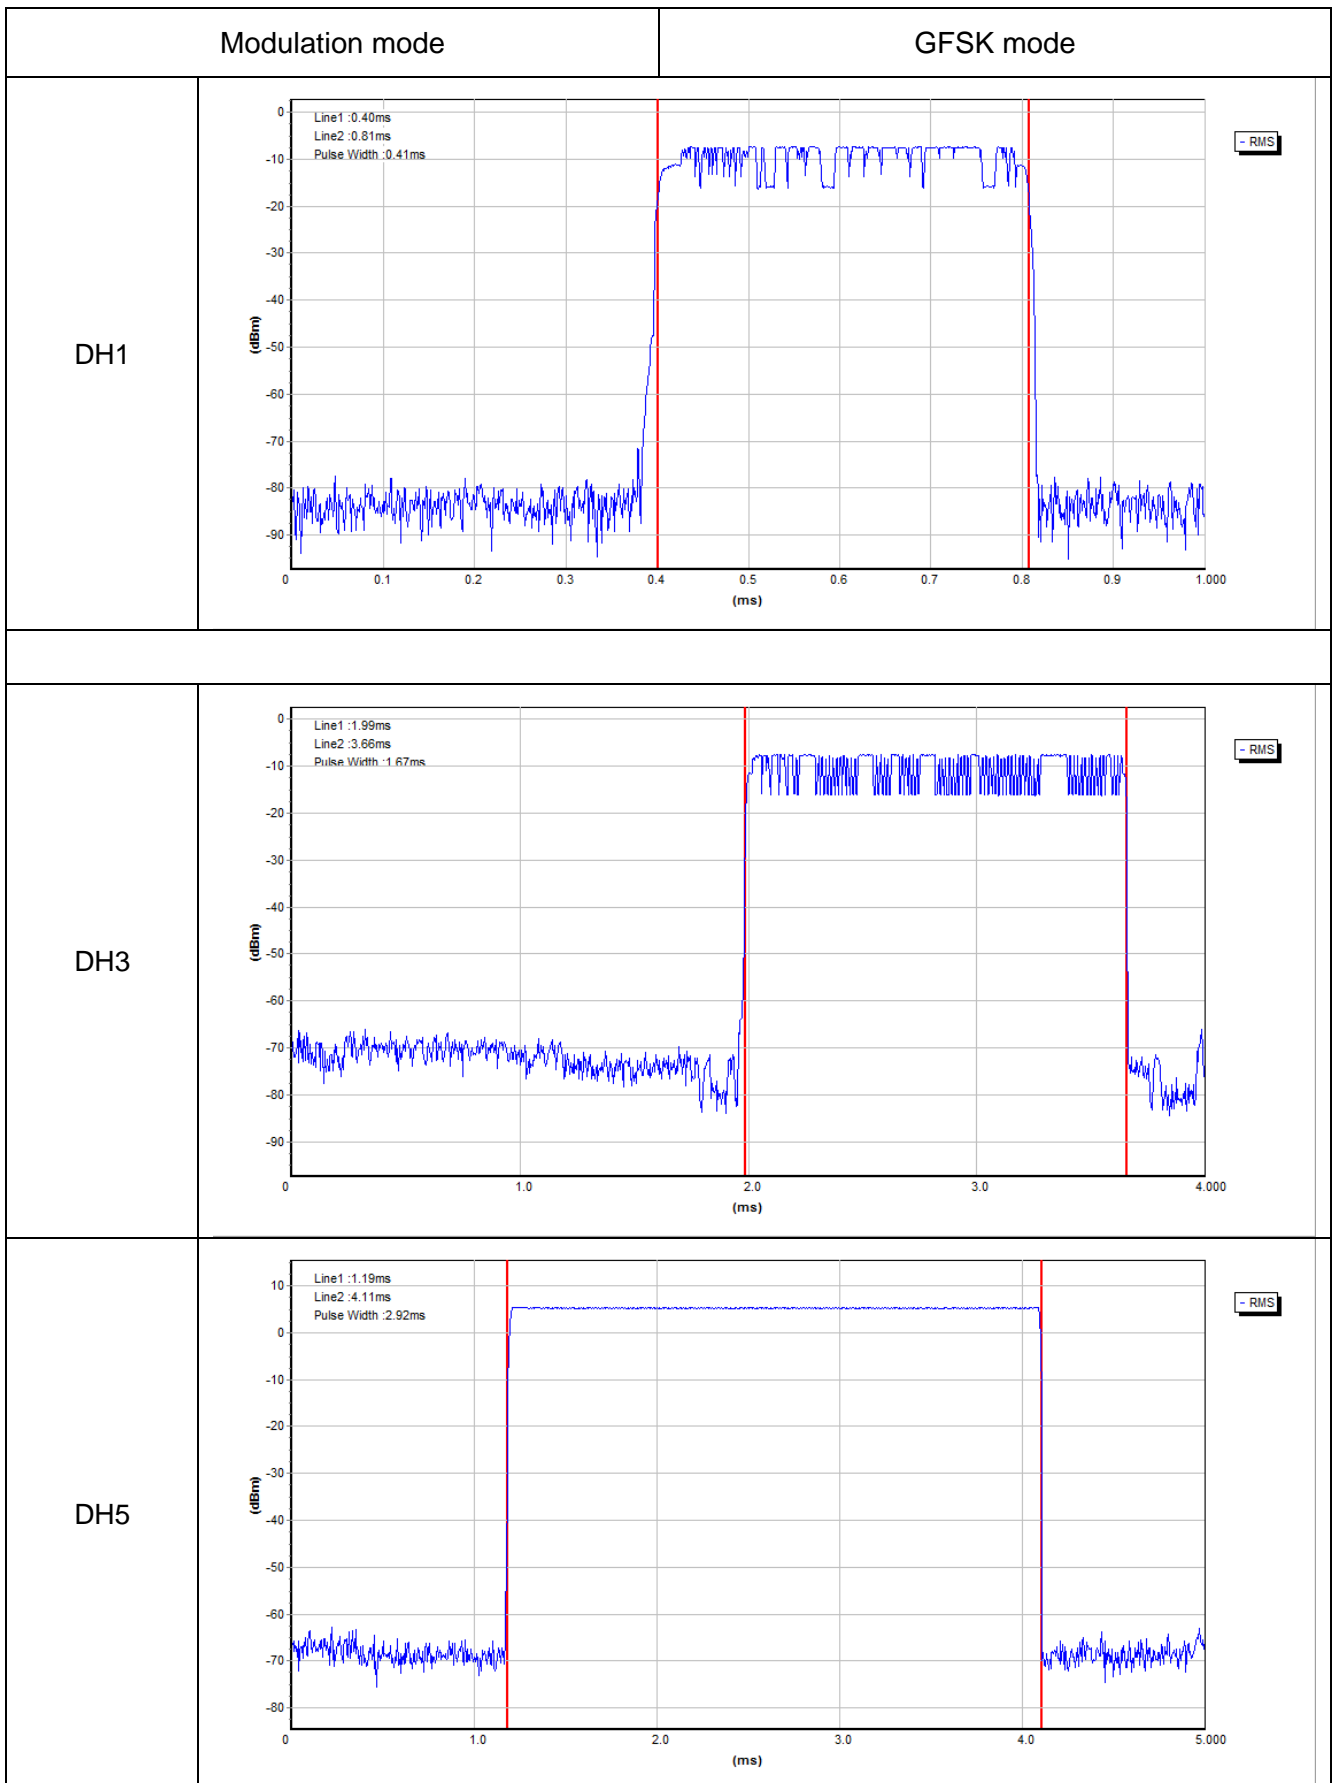 Modulation mode
GFSK mode
DH1
Line1 :0.40ms
Line2 :0.81ms
Pulse Width :0.41ms
- RMS
0
-10
-20
-30
-40
-50
-60
-70
-80
-90
(dBm)
0 0.1 0.2 0.3 0.4 0.5 0.6 0.7 0.8 0.9 1.000
(ms)
DH3
Line1 :1.99ms
Line2 :3.66ms
Pulse Width :1.67ms
- RMS
0
-10
-20
-30
-40
-50
-60
-70
-80
-90
(dBm)
0 1.0 2.0 3.0 4.000
(ms)
DH5
Line1 :1.19ms
Line2 :4.11ms
Pulse Width :2.92ms
- RMS
10
0
-10
-20
-30
-40
-50
-60
-70
-80
(dBm)
0 1.0 2.0 3.0 4.0 5.000
(ms)